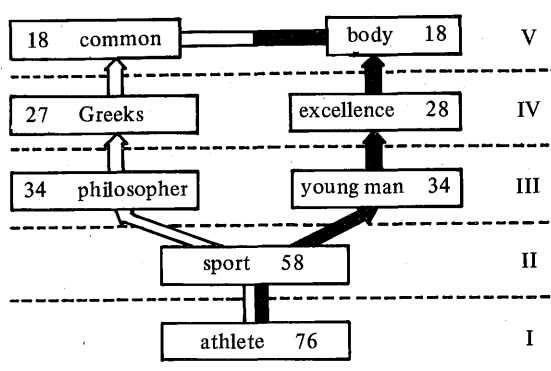 18 common body 18 V
27 Greeks excellence 28 IV
34 philosopher young man 34 III
sport 58 II
athlete 76 I